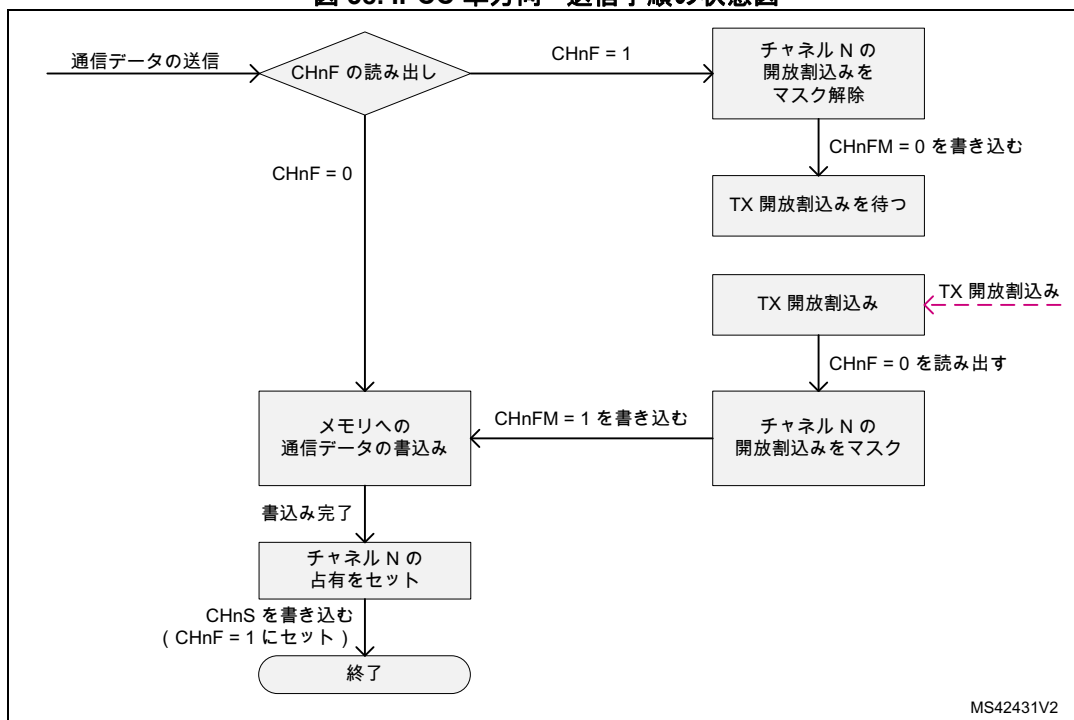 図 38. IPCC 単方向 - 送信手順の状態図
通信データの送信
CHnF の読み出し
CHnF = 1
チャネル N の
開放割込みを
マスク解除
CHnFM = 0 を書き込む
CHnF = 0
TX 開放割込みを待つ
TX 開放割込み
TX 開放割込み
CHnF = 0 を読み出す
メモリへの
通信データの書込み
CHnFM = 1 を書き込む
チャネル N の
開放割込みをマスク
書込み完了
チャネル N の
占有をセット
CHnS を書き込む
( CHnF = 1 にセット )
終了
MS42431V2